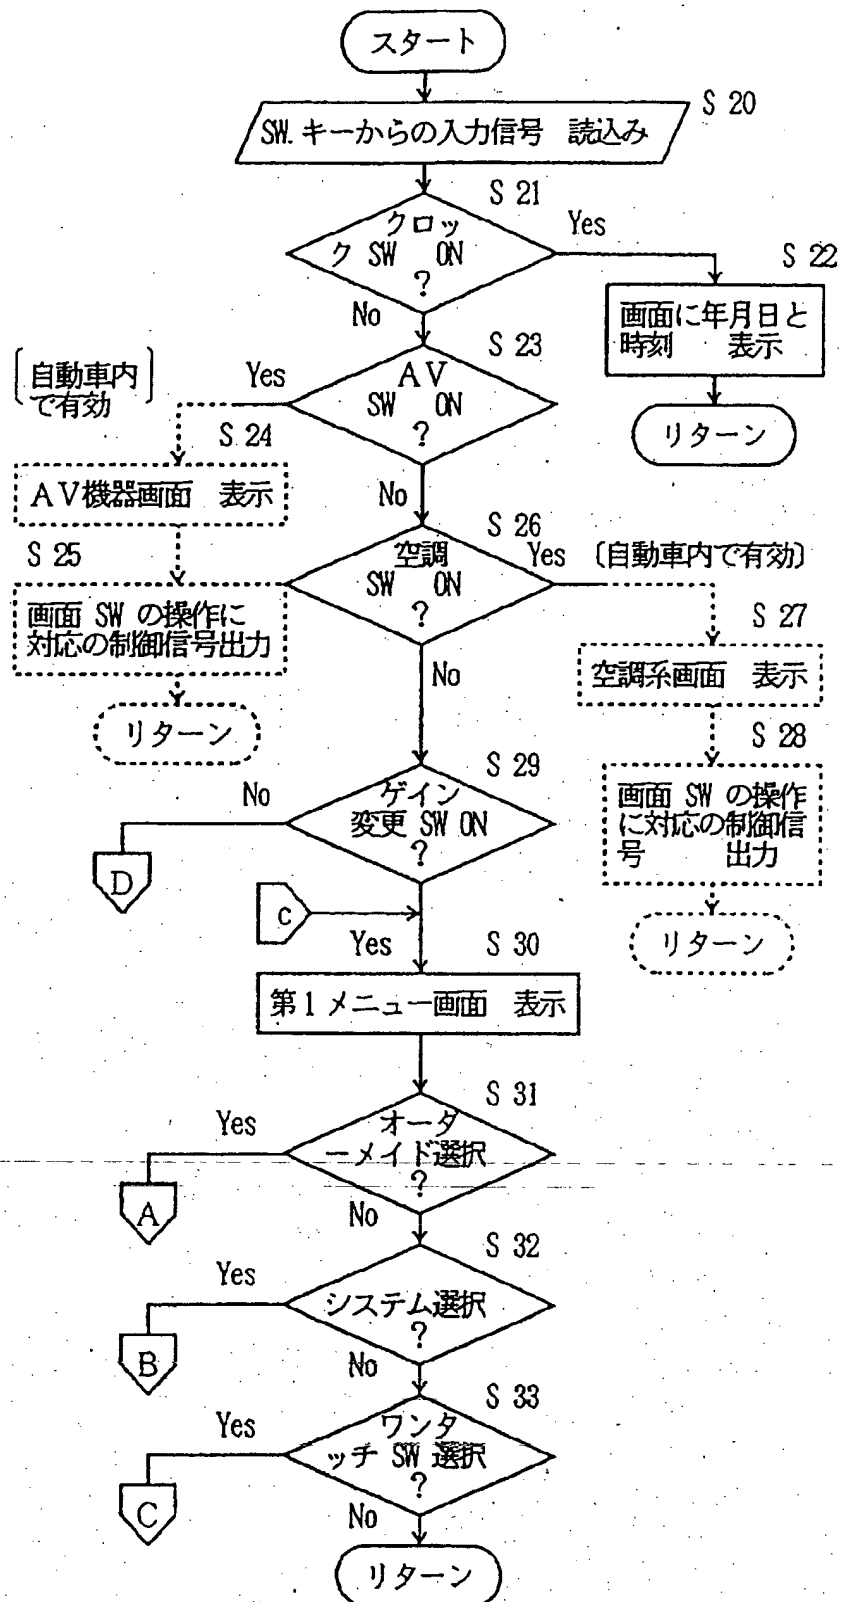 スタート
S 20
SW. キーからの入力信号 読込み
S 21
クロッ
ク SW ON
?
Yes
No
S 22
画面に年月日と
時刻 表示
リターン
S 23
AV
SW ON
?
Yes
〔自動車内
で有効〕
No
S 24
AV機器画面 表示
S 25
画面 SW の操作に
対応の制御信号出力
リターン
S 26
空調
SW ON
?
Yes
〔自動車内で有効〕
No
S 27
空調系画面 表示
S 28
画面 SW の操作
に対応の制御信
号 出力
リターン
S 29
ゲイン
変更 SW ON
?
No
D
c
Yes
S 30
第1メニュー画面 表示
S 31
オーダ
ーメイド選択
?
Yes
A
No
S 32
システム選択
?
Yes
B
No
S 33
ワンタ
ッチ SW 選択
?
Yes
C
No
リターン